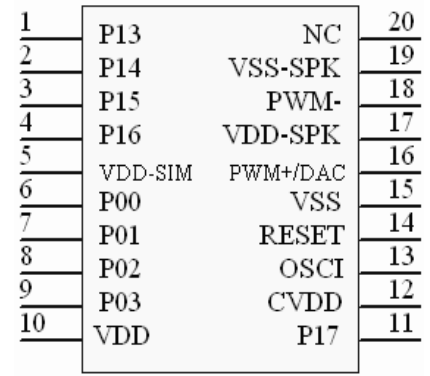 1 P13 NC 20
2 P14 VSS-SPK 19
3 P15 PWM- 18
4 P16 VDD-SPK 17
5 VDD-SIM PWM+/DAC 16
6 P00 VSS 15
7 P01 RESET 14
8 P02 OSCI 13
9 P03 CVDD 12
10 VDD P17 11